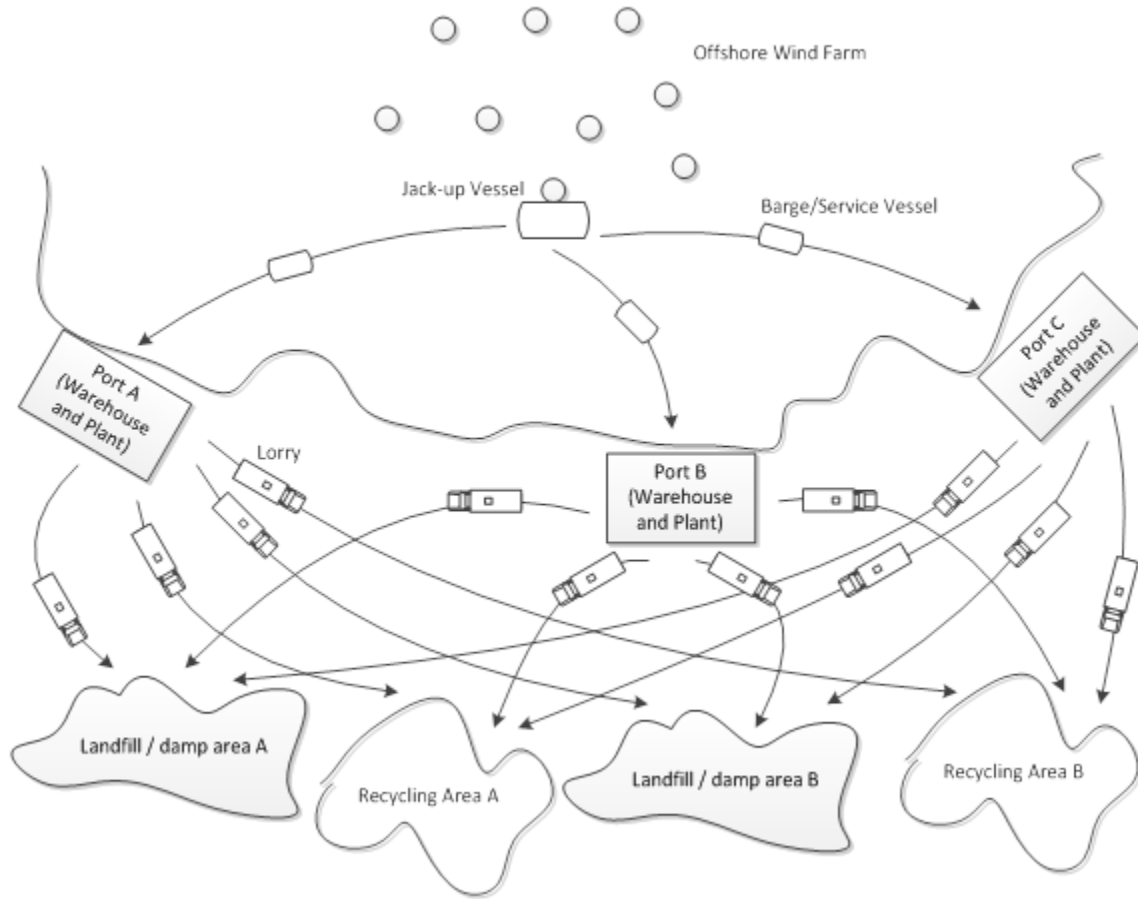 Offshore Wind Farm
Jack-up Vessel
Barge/Service Vessel
Port A
(Warehouse
and Plant)
Port C
(Warehouse
and Plant)
Lorry
Port B
(Warehouse
and Plant)
Landfill / damp area A
Recycling Area A
Landfill / damp area B
Recycling Area B